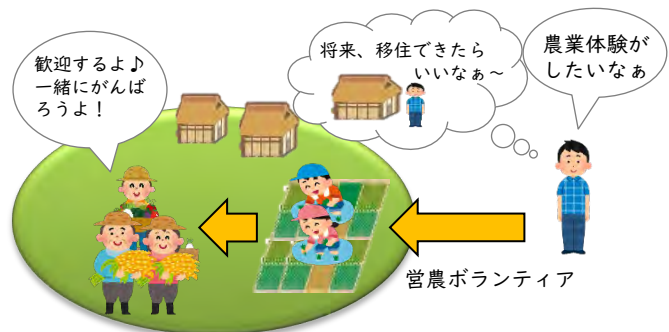 歓迎するよ♪
一緒にがんば
ろうよ！
将来、移住できたら
いいなぁ～
農業体験が
したいなぁ
営農ボランティア